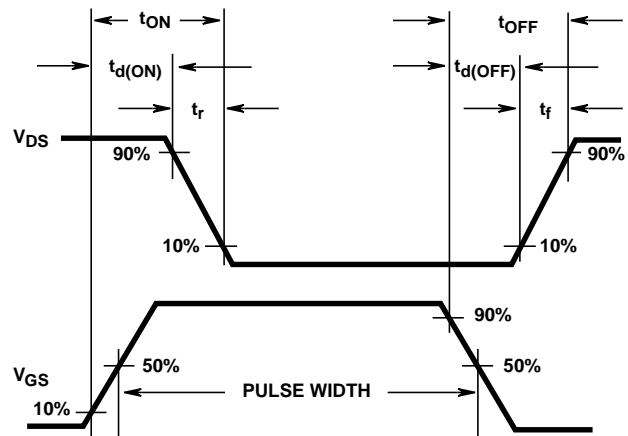 tON
tOFF
td(ON)
td(OFF)
tr
tf
VDS
90%
90%
10%
10%
90%
50%
50%
VGS
PULSE WIDTH
10%